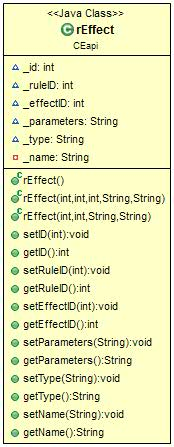 <<Java Class>>
C rEffect
CEapi
_id: int
_ruleID: int
_effectID: int
_parameters: String
_type: String
_name: String
C rEffect()
C rEffect(int,int,int,String,String)
C rEffect(int,int,String,String)
setID(int):void
getID():int
setRuleID(int):void
getRuleID():int
setEffectID(int):void
getEffectID():int
setParameters(String):void
getParameters():String
setType(String):void
getType():String
setName(String):void
getName():String